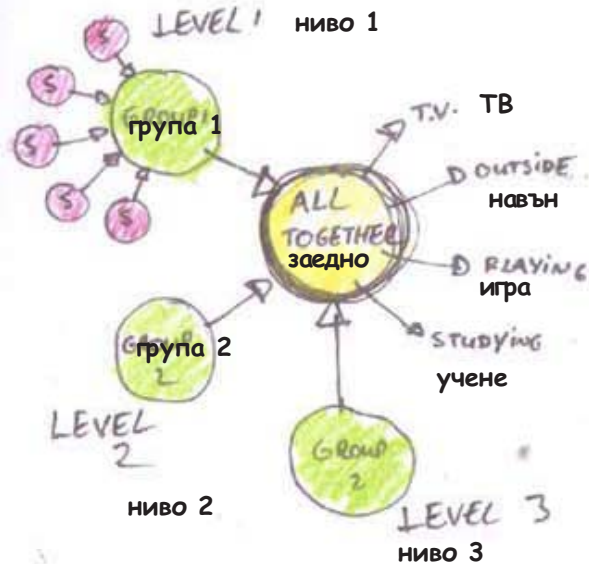 LEVEL 1 ниво 1
S
S
S
S
S
GROUP 1
група 1
T.V. ТВ
OUTSIDE
навън
ALL
TOGETHER
заедно
PLAYING
игра
STUDYING
учене
GROUP
група 2
2
LEVEL
2
ниво 2
GROUP
2
LEVEL 3
ниво 3